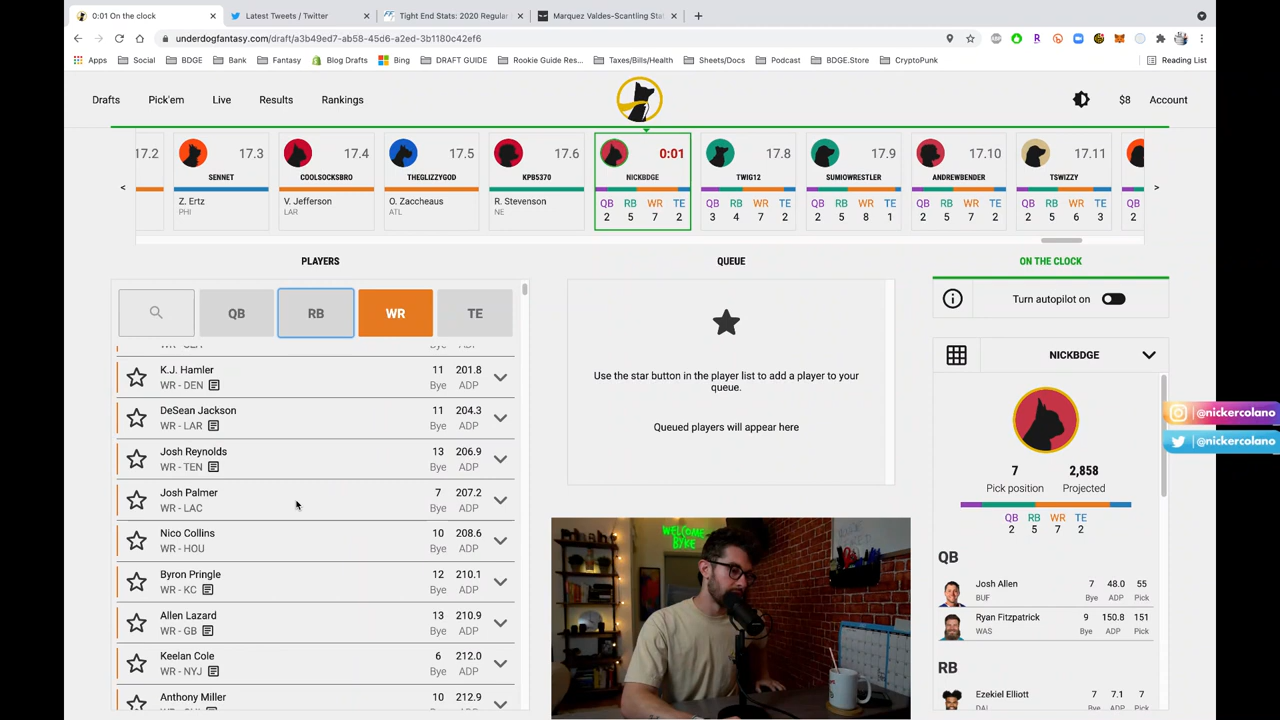 0:01 On the clock
Latest Tweets / Twitter
Tight End Stats: 2020 Regular
Marquez Valdes-Scantling Sta
underdogfantasy.com/draft/a3b49ed7-ab58-45d6-a2ed-3b1180c42ef6
Apps Social BDGE Bank Fantasy Blog Drafts Bing DRAFT GUIDE Rookie Guide Res... Taxes/Bills/Health Sheets/Docs Podcast BDGE.Store CryptoPunk Reading List
Drafts Pick'em Live Results Rankings $8 Account
17.2
17.3
SENNET
Z. Ertz
PHI
17.4
COOLSOCKSBRO
V. Jefferson
LAR
17.5
THEGLIZZYGOD
O. Zaccheaus
ATL
17.6
KPB5370
R. Stevenson
NE
0:01
NICKBDGE
QB RB WR TE
2 5 7 2
17.8
TWIG12
QB RB WR TE
3 4 7 2
17.9
SUMIOWRESTLER
QB RB WR TE
2 5 8 1
17.10
ANDREWBENDER
QB RB WR TE
2 5 7 2
17.11
TSWIZZY
QB RB WR TE
2 5 6 3
QB
2
< >
PLAYERS
QB RB WR TE
K.J. Hamler 11 201.8
WR - DEN Bye ADP
DeSean Jackson 11 204.3
WR - LAR Bye ADP
Josh Reynolds 13 206.9
WR - TEN Bye ADP
Josh Palmer 7 207.2
WR - LAC Bye ADP
Nico Collins 10 208.6
WR - HOU Bye ADP
Byron Pringle 12 210.1
WR - KC Bye ADP
Allen Lazard 13 210.9
WR - GB Bye ADP
Keelan Cole 6 212.0
WR - NYJ Bye ADP
Anthony Miller 10 212.9
QUEUE
Use the star button in the player list to add a player to your
queue.
Queued players will appear here
WELCOME
BYKE
ON THE CLOCK
Turn autopilot on
NICKBDGE
7 2,858
Pick position Projected
QB RB WR TE
2 5 7 2
QB
Josh Allen 7 48.0 55
BUF Bye ADP Pick
Ryan Fitzpatrick 9 150.8 151
WAS Bye ADP Pick
RB
Ezekiel Elliott 7 7.1 7
DAL Bye ADP Pick
@nickercolano
@nickercolano